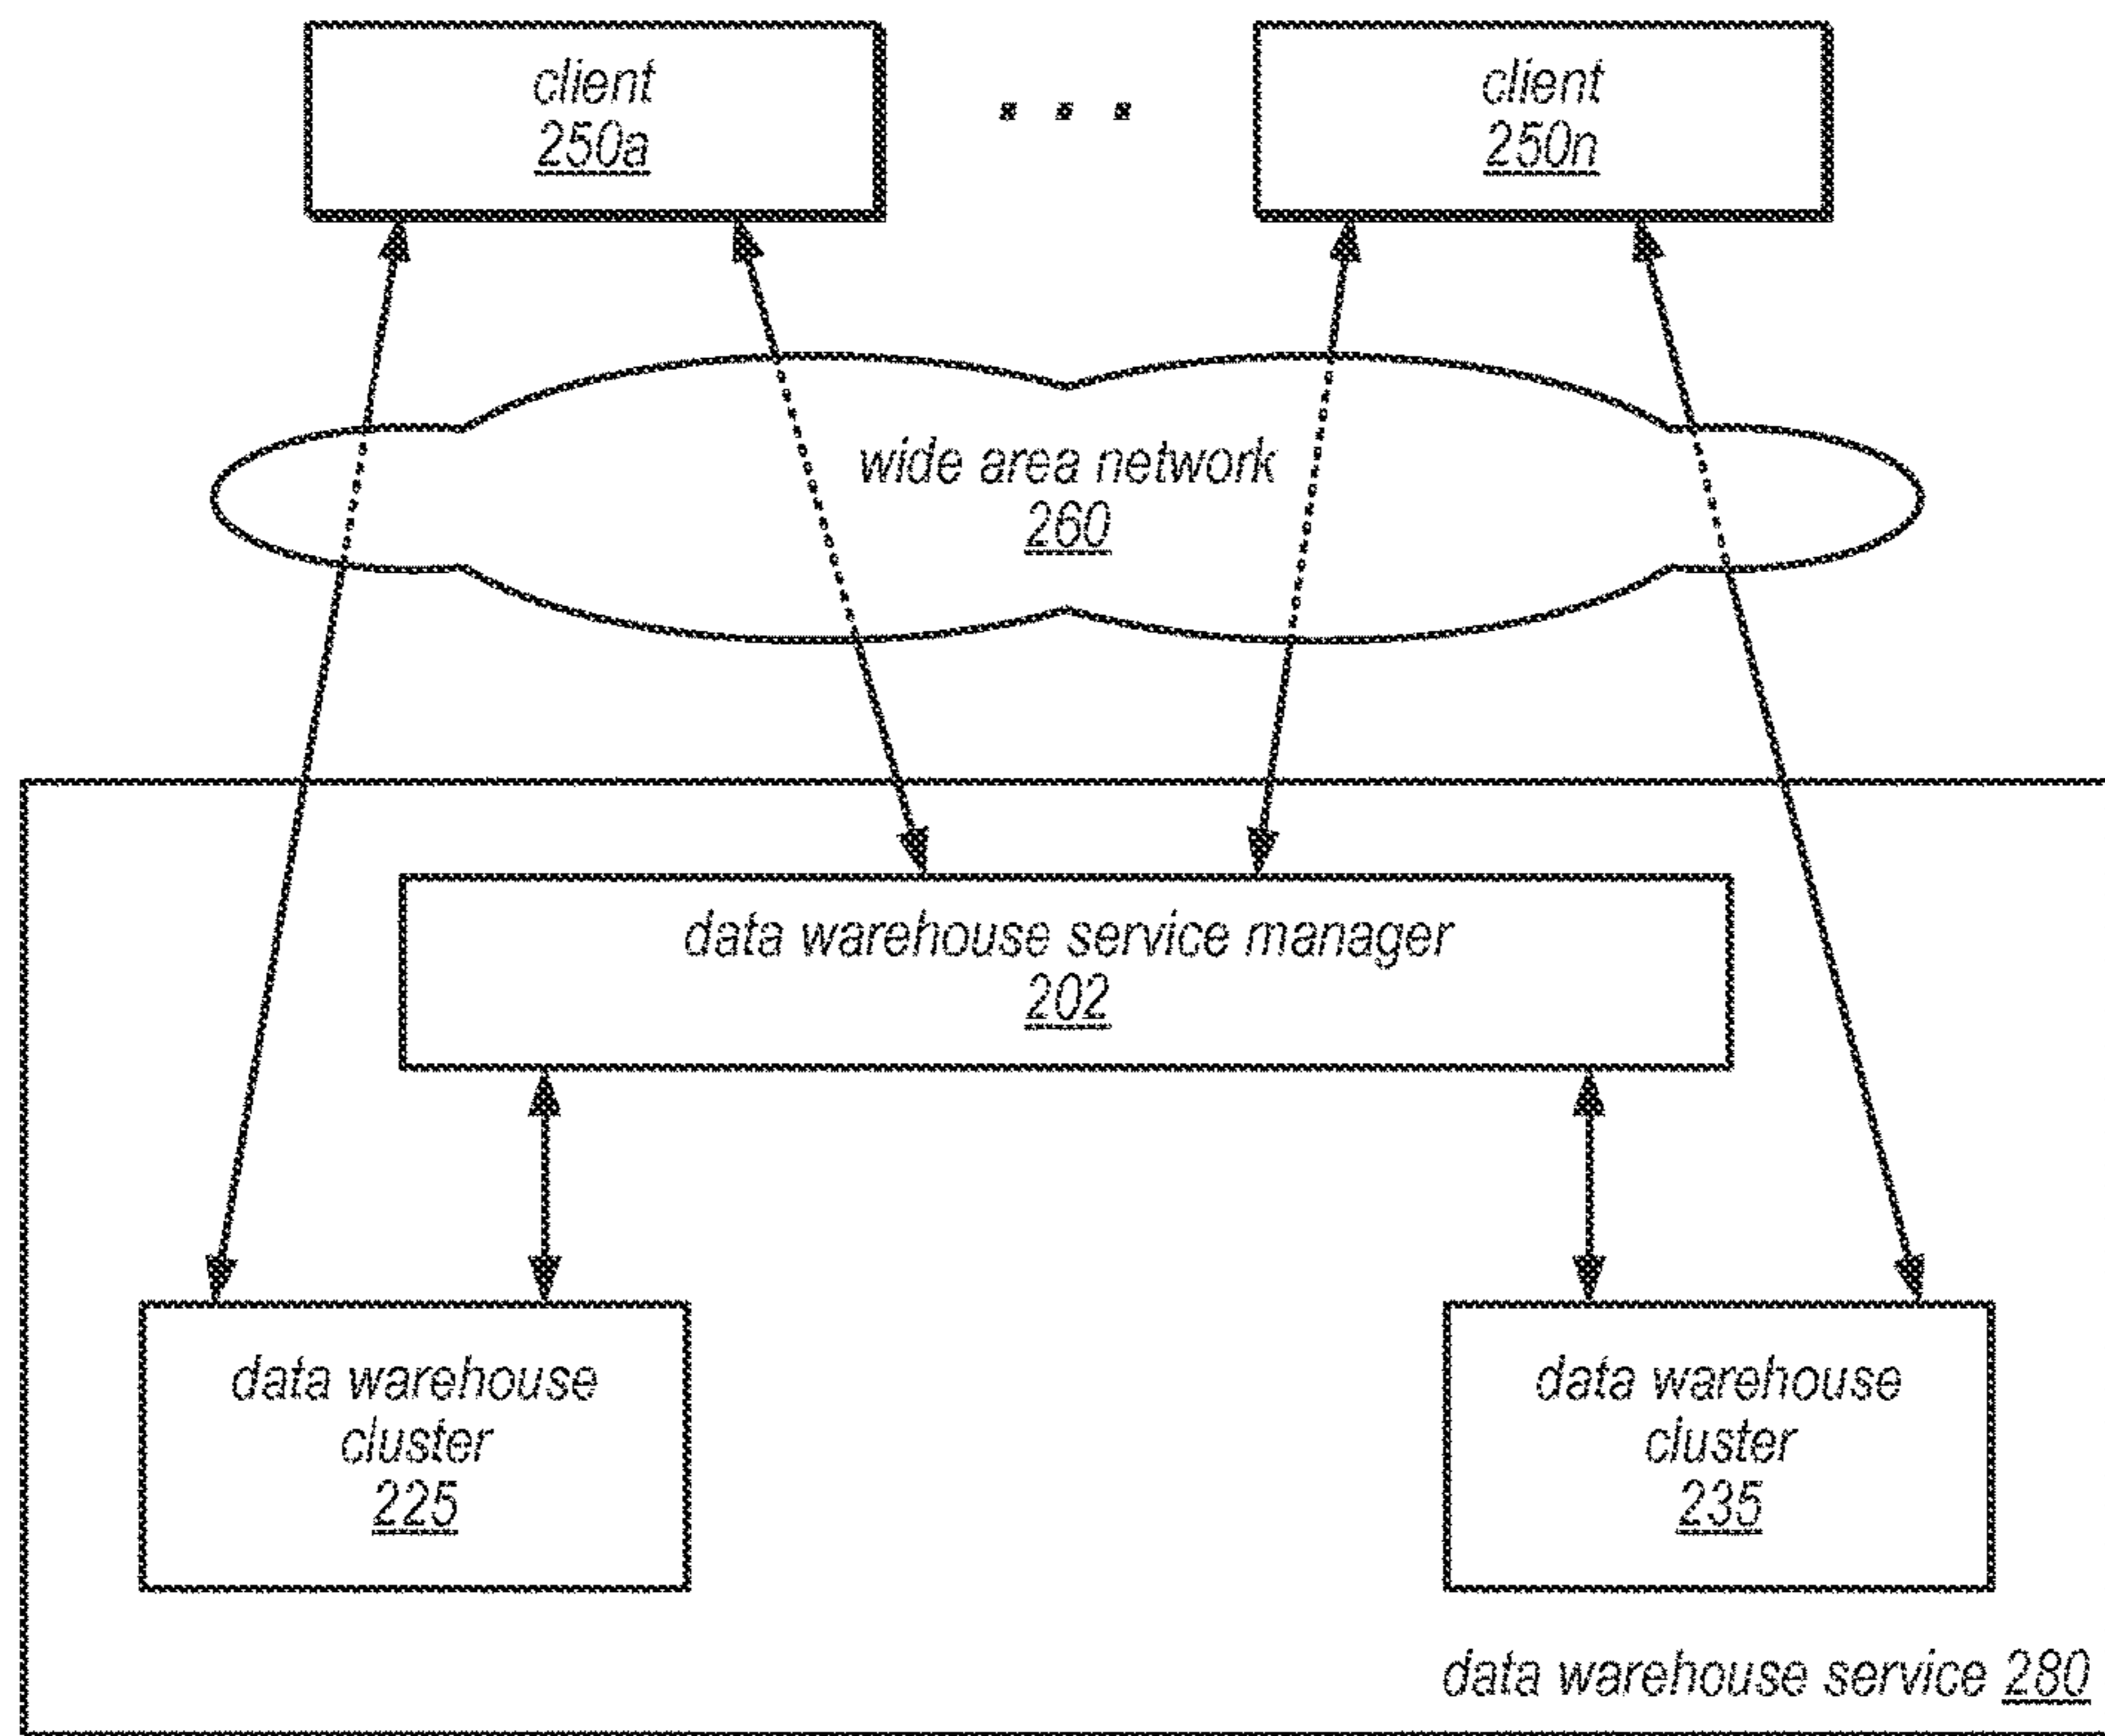 client
250a
. . .
client
250n
wide area network
260
data warehouse service manager
202
data warehouse
cluster
225
data warehouse
cluster
235
data warehouse service 280